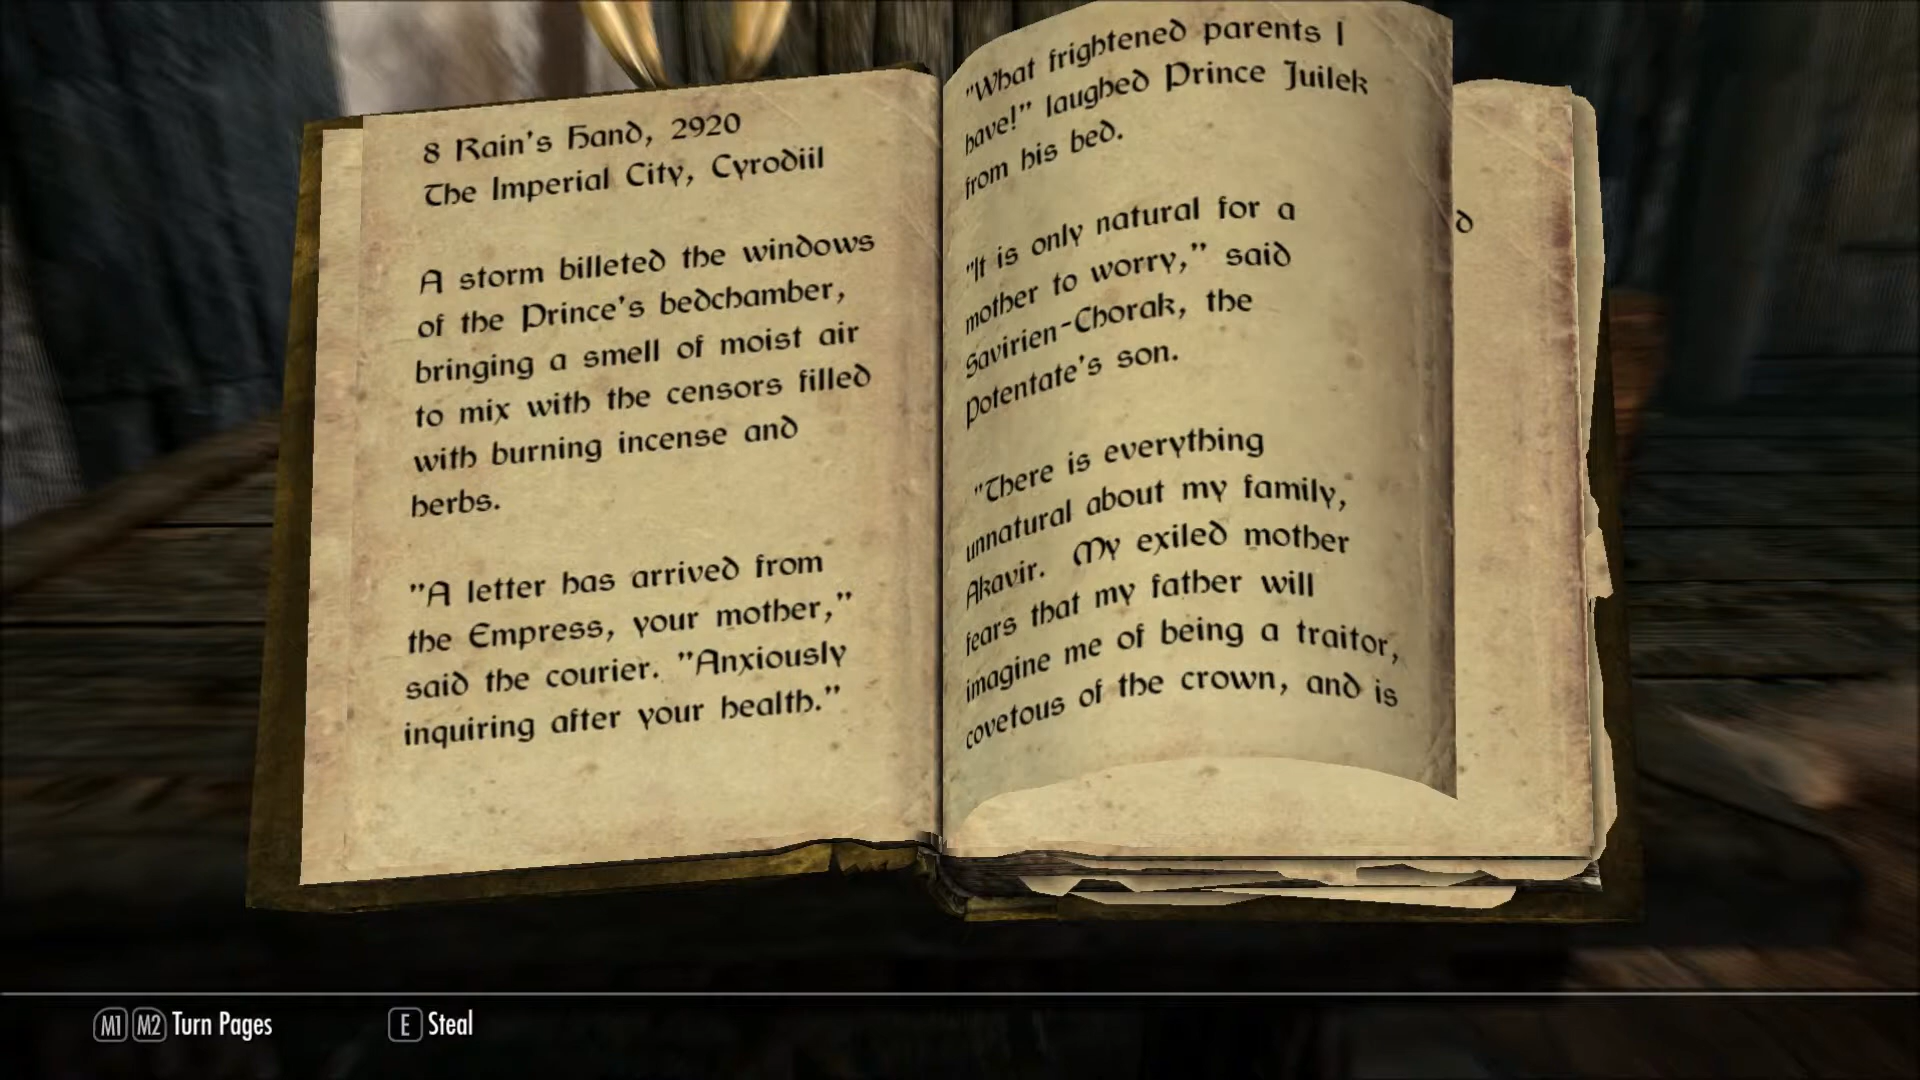 8 Rain's Hand, 2920
The Imperial City, Cyrodiil
A storm billeted the windows
of the Prince's bedchamber,
bringing a smell of moist air
to mix with the censors filled
with burning incense and
herbs.
"A letter has arrived from
the Empress, your mother,"
said the courier. "Anxiously
inquiring after your health."
"What frightened parents I
have!" laughed Prince Juilek
from his bed.
"It is only natural for a
mother to worry," said
Savirien-Chorak, the
Potentate's son.
"There is everything
unnatural about my family,
Akavir. My exiled mother
fears that my father will
imagine me of being a traitor,
covetous of the crown, and is
d
M1 M2 Turn Pages
E Steal